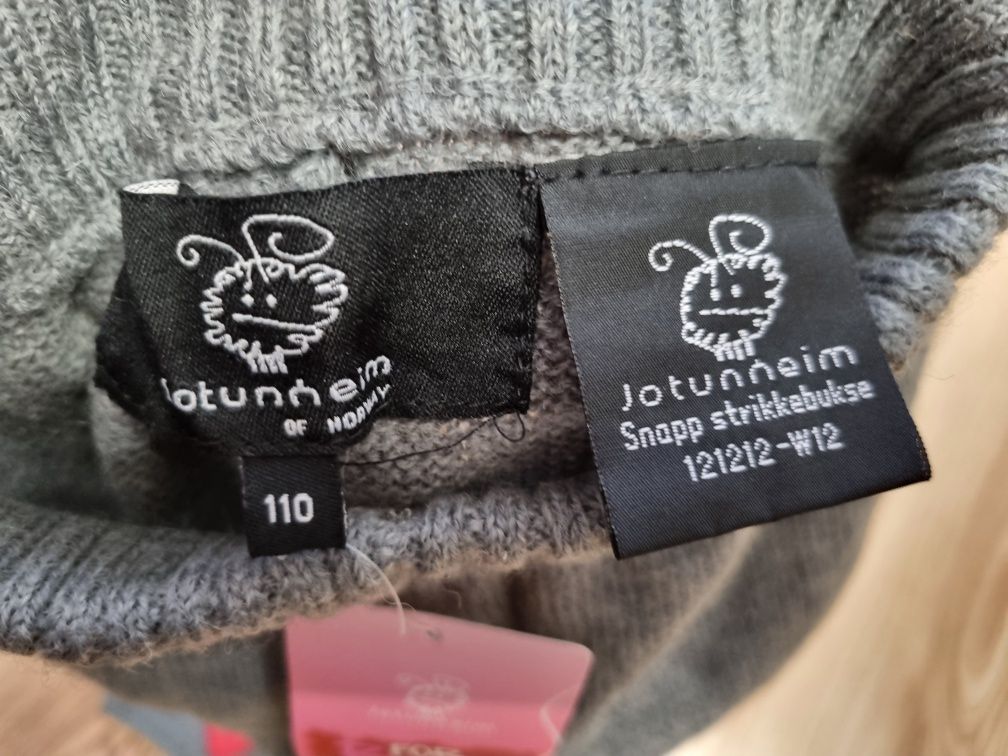 Jotunheim
OF NORWAY
110
Jotunheim
Snapp strikkebukse
121212-W12